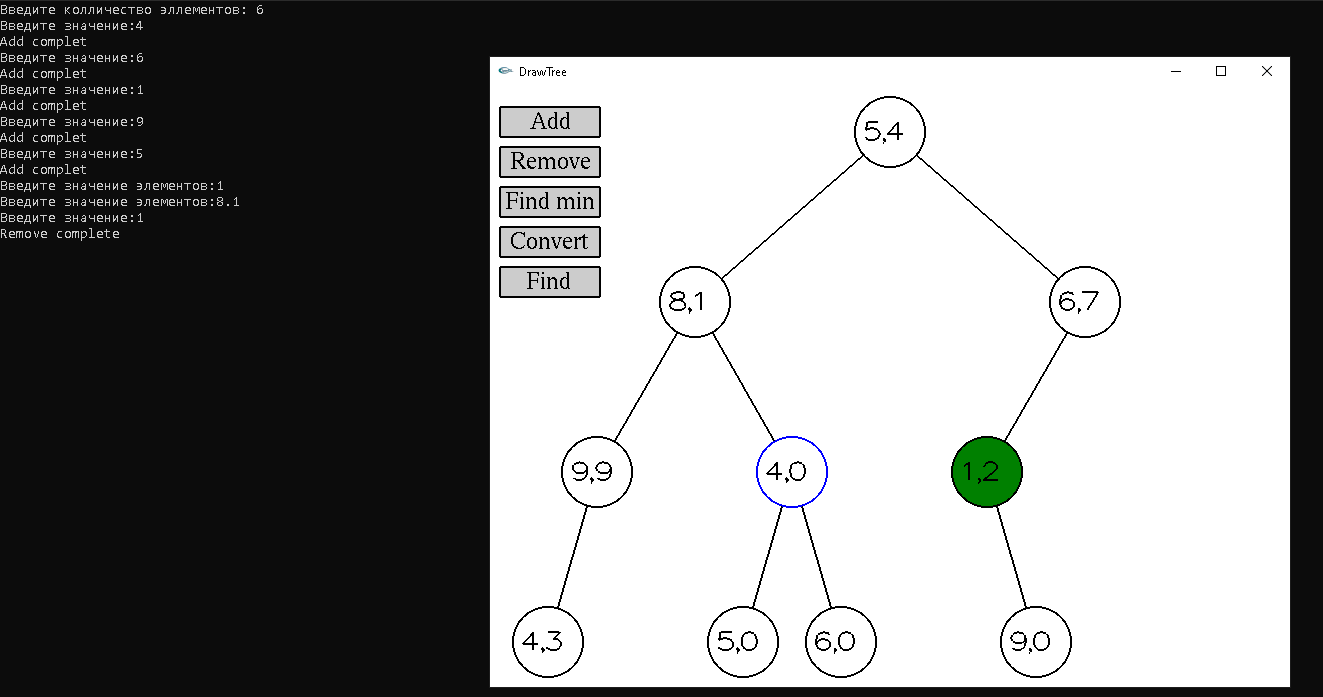 Введите колличество эллементов: 6
Введите значение:4
Add complet
Введите значение:6
Add complet
Введите значение:1
Add complet
Введите значение:9
Add complet
Введите значение:5
Add complet
Введите значение элементов:1
Введите значение элементов:8.1
Введите значение:1
Remove complete
DrawTree
Add
Remove
Find min
Convert
Find
5,4
8,1
6,7
9,9
4,0
1,2
4,3
5,0
6,0
9,0